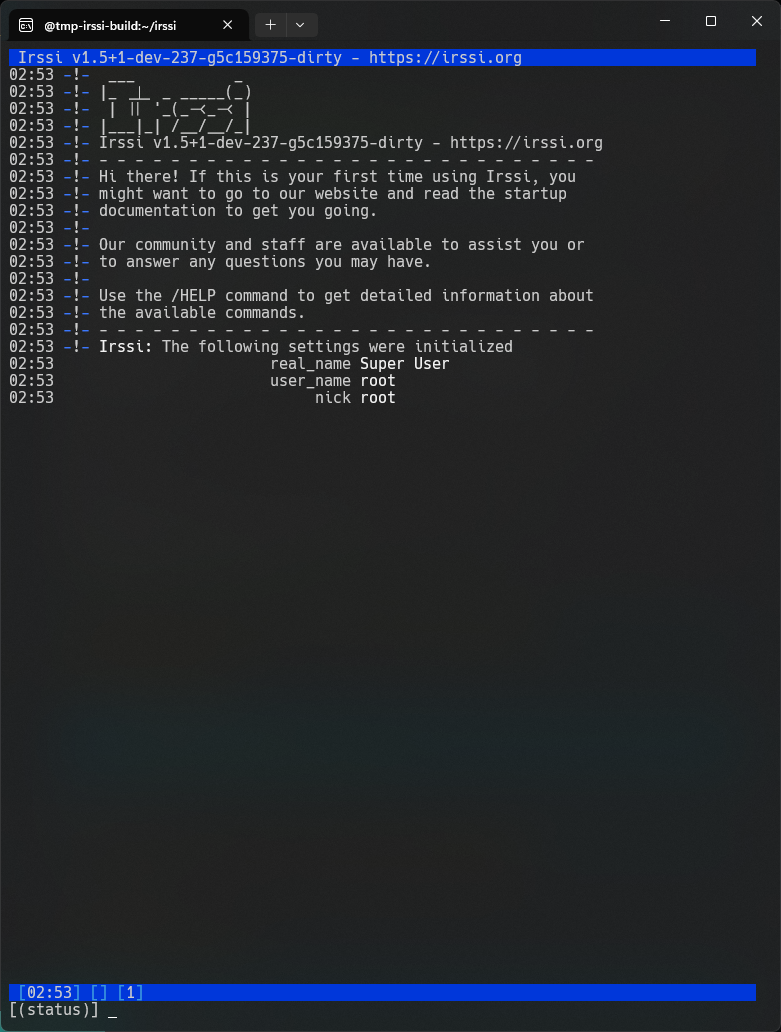 @tmp-irssi-build:~/irssi
Irssi v1.5+1-dev-237-g5c159375-dirty - https://irssi.org
02:53 -!-  ___           _
02:53 -!- |_ _|_ _ _____(_)
02:53 -!-  | || '_(_-<_-< |
02:53 -!- |___|_| /__/__/_|
02:53 -!- Irssi v1.5+1-dev-237-g5c159375-dirty - https://irssi.org
02:53 -!- - - - - - - - - - - - - - - - - - - - - - - - - - - - -
02:53 -!- Hi there! If this is your first time using Irssi, you
02:53 -!- might want to go to our website and read the startup
02:53 -!- documentation to get you going.
02:53 -!-
02:53 -!- Our community and staff are available to assist you or
02:53 -!- to answer any questions you may have.
02:53 -!-
02:53 -!- Use the /HELP command to get detailed information about
02:53 -!- the available commands.
02:53 -!- - - - - - - - - - - - - - - - - - - - - - - - - - - - -
02:53 -!- Irssi: The following settings were initialized
02:53                        real_name Super User
02:53                        user_name root
02:53                             nick root
[02:53] [] [1]
[(status)] _